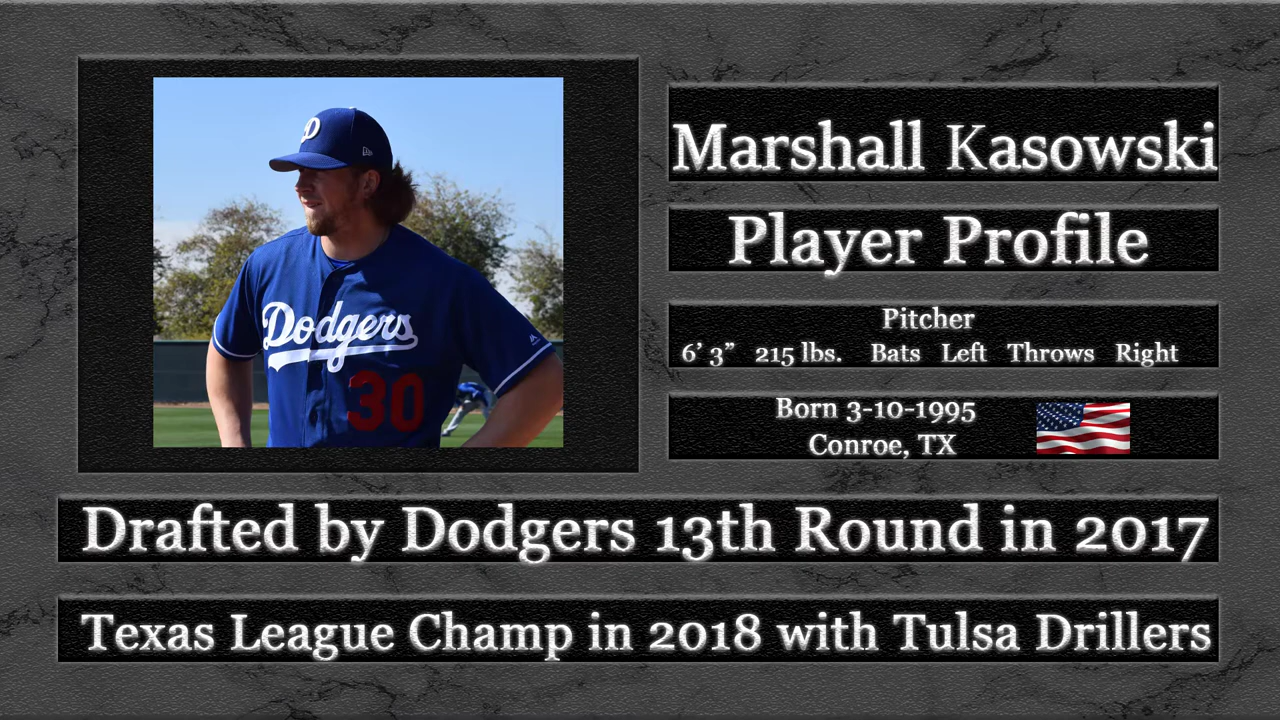 D
Dodgers
30
Marshall Kasowski
Player Profile
Pitcher
6’ 3” 215 lbs. Bats Left Throws Right
Born 3-10-1995
Conroe, TX
Drafted by Dodgers 13th Round in 2017
Texas League Champ in 2018 with Tulsa Drillers